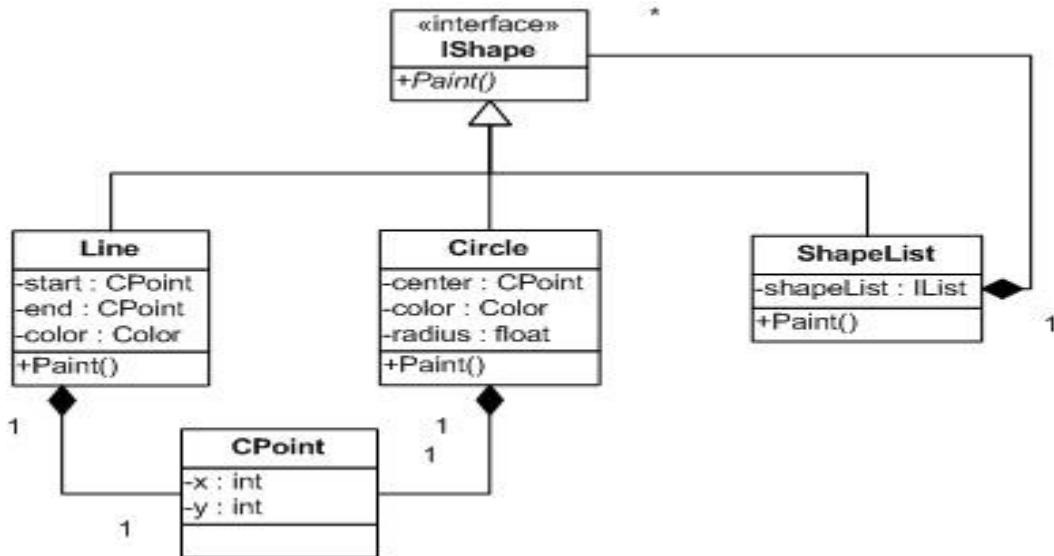 *
«interface»
IShape
+Paint()
Line
-start : CPoint
-end : CPoint
-color : Color
+Paint()
Circle
-center : CPoint
-color : Color
-radius : float
+Paint()
ShapeList
-shapeList : IList
+Paint()
1
1
1
1
1
CPoint
-x : int
-y : int